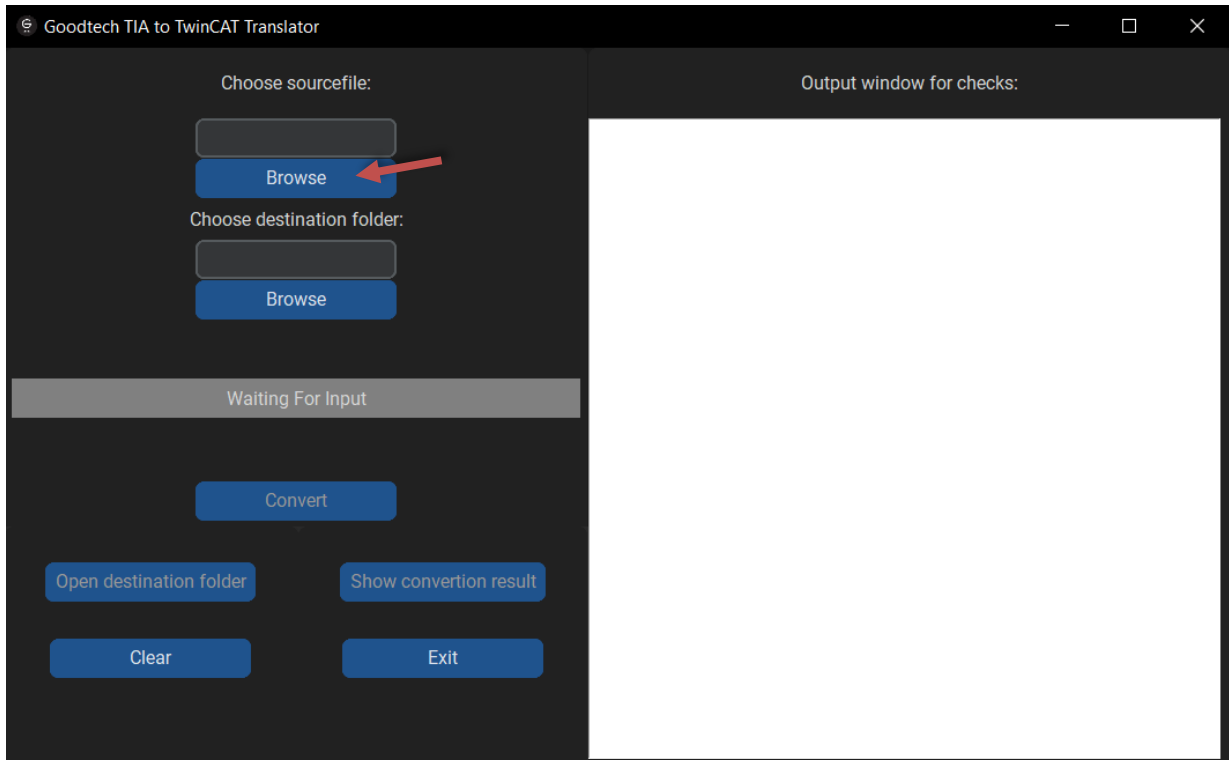 Goodtech TIA to TwinCAT Translator
Choose sourcefile:
Browse
Choose destination folder:
Browse
Waiting For Input
Convert
Open destination folder
Show convertion result
Clear
Exit
Output window for checks: